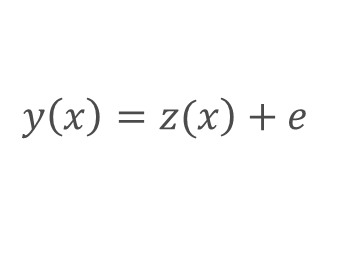 y(x) = z(x) + e